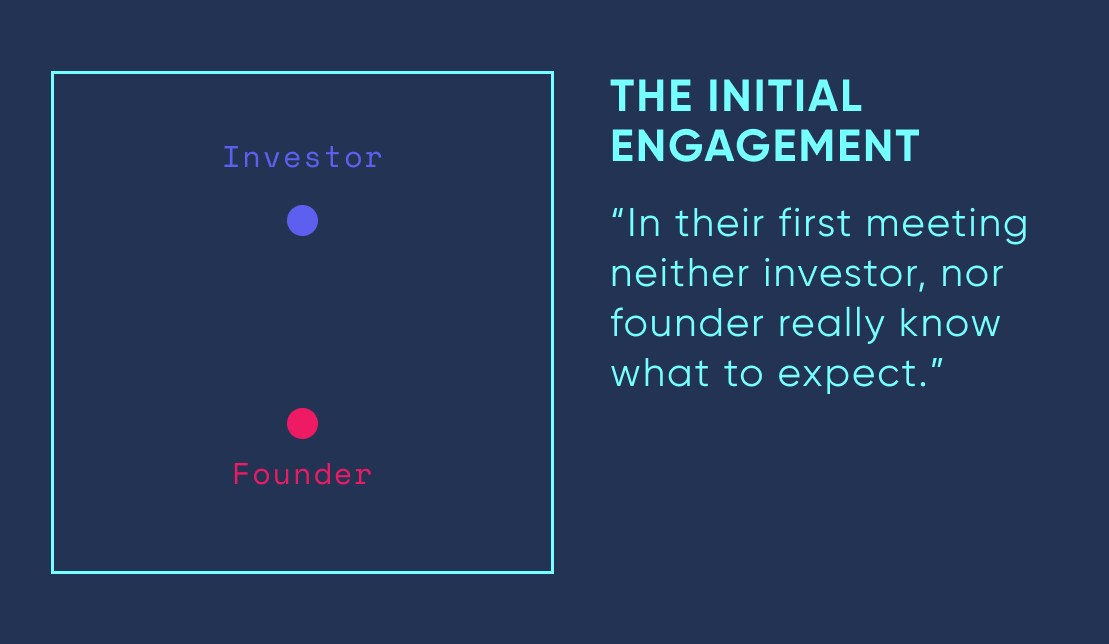 Investor
Founder
THE INITIAL
ENGAGEMENT
“In their first meeting
neither investor, nor
founder really know
what to expect.”